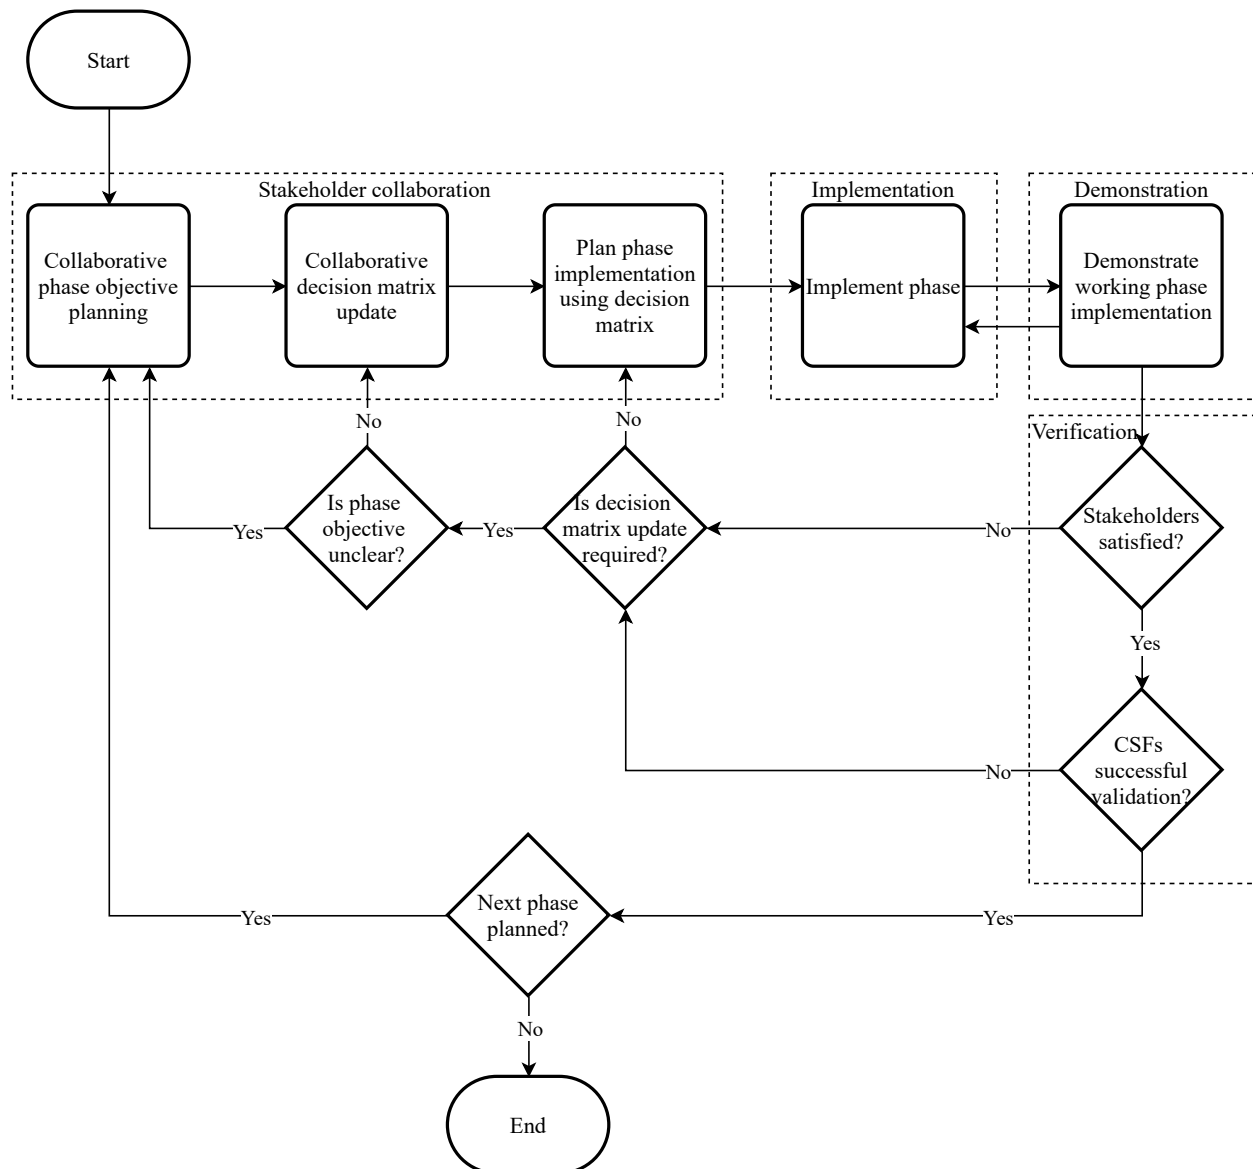 Start
Stakeholder collaboration
Implementation
Demonstration
Collaborative
phase objective
planning
Collaborative
decision matrix
update
Plan phase
implementation
using decision
matrix
Implement phase
Demonstrate
working phase
implementation
No
No
Verification
Is phase
objective
unclear?
Is decision
matrix update
required?
Stakeholders
satisfied?
Yes
Yes
No
Yes
CSFs
successful
validation?
No
Next phase
planned?
Yes
Yes
No
End